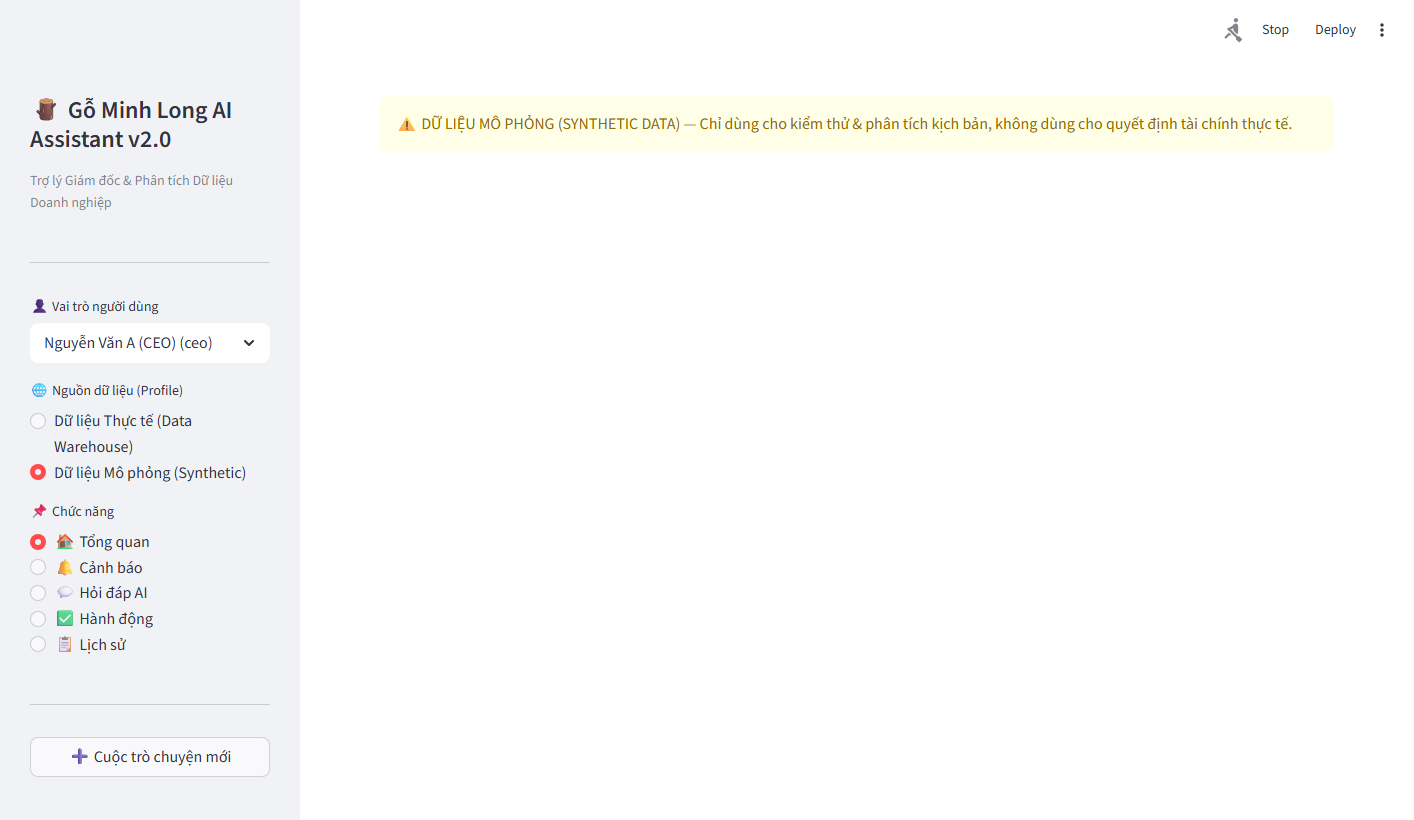 Stop
Deploy
Gỗ Minh Long AI
Assistant v2.0
Trợ lý Giám đốc & Phân tích Dữ liệu
Doanh nghiệp
Vai trò người dùng
Nguyễn Văn A (CEO) (ceo)
Nguồn dữ liệu (Profile)
Dữ liệu Thực tế (Data
Warehouse)
Dữ liệu Mô phỏng (Synthetic)
Chức năng
Tổng quan
Cảnh báo
Hỏi đáp AI
Hành động
Lịch sử
Cuộc trò chuyện mới
DỮ LIỆU MÔ PHỎNG (SYNTHETIC DATA) — Chỉ dùng cho kiểm thử & phân tích kịch bản, không dùng cho quyết định tài chính thực tế.